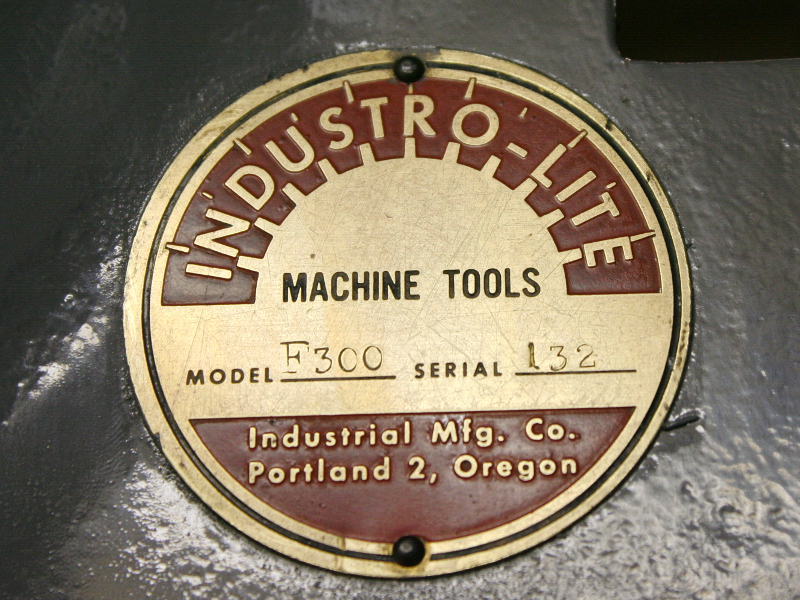 INDUSTRO-LITE
MACHINE TOOLS
MODEL F300 SERIAL 132
Industrial Mfg. Co.
Portland 2, Oregon